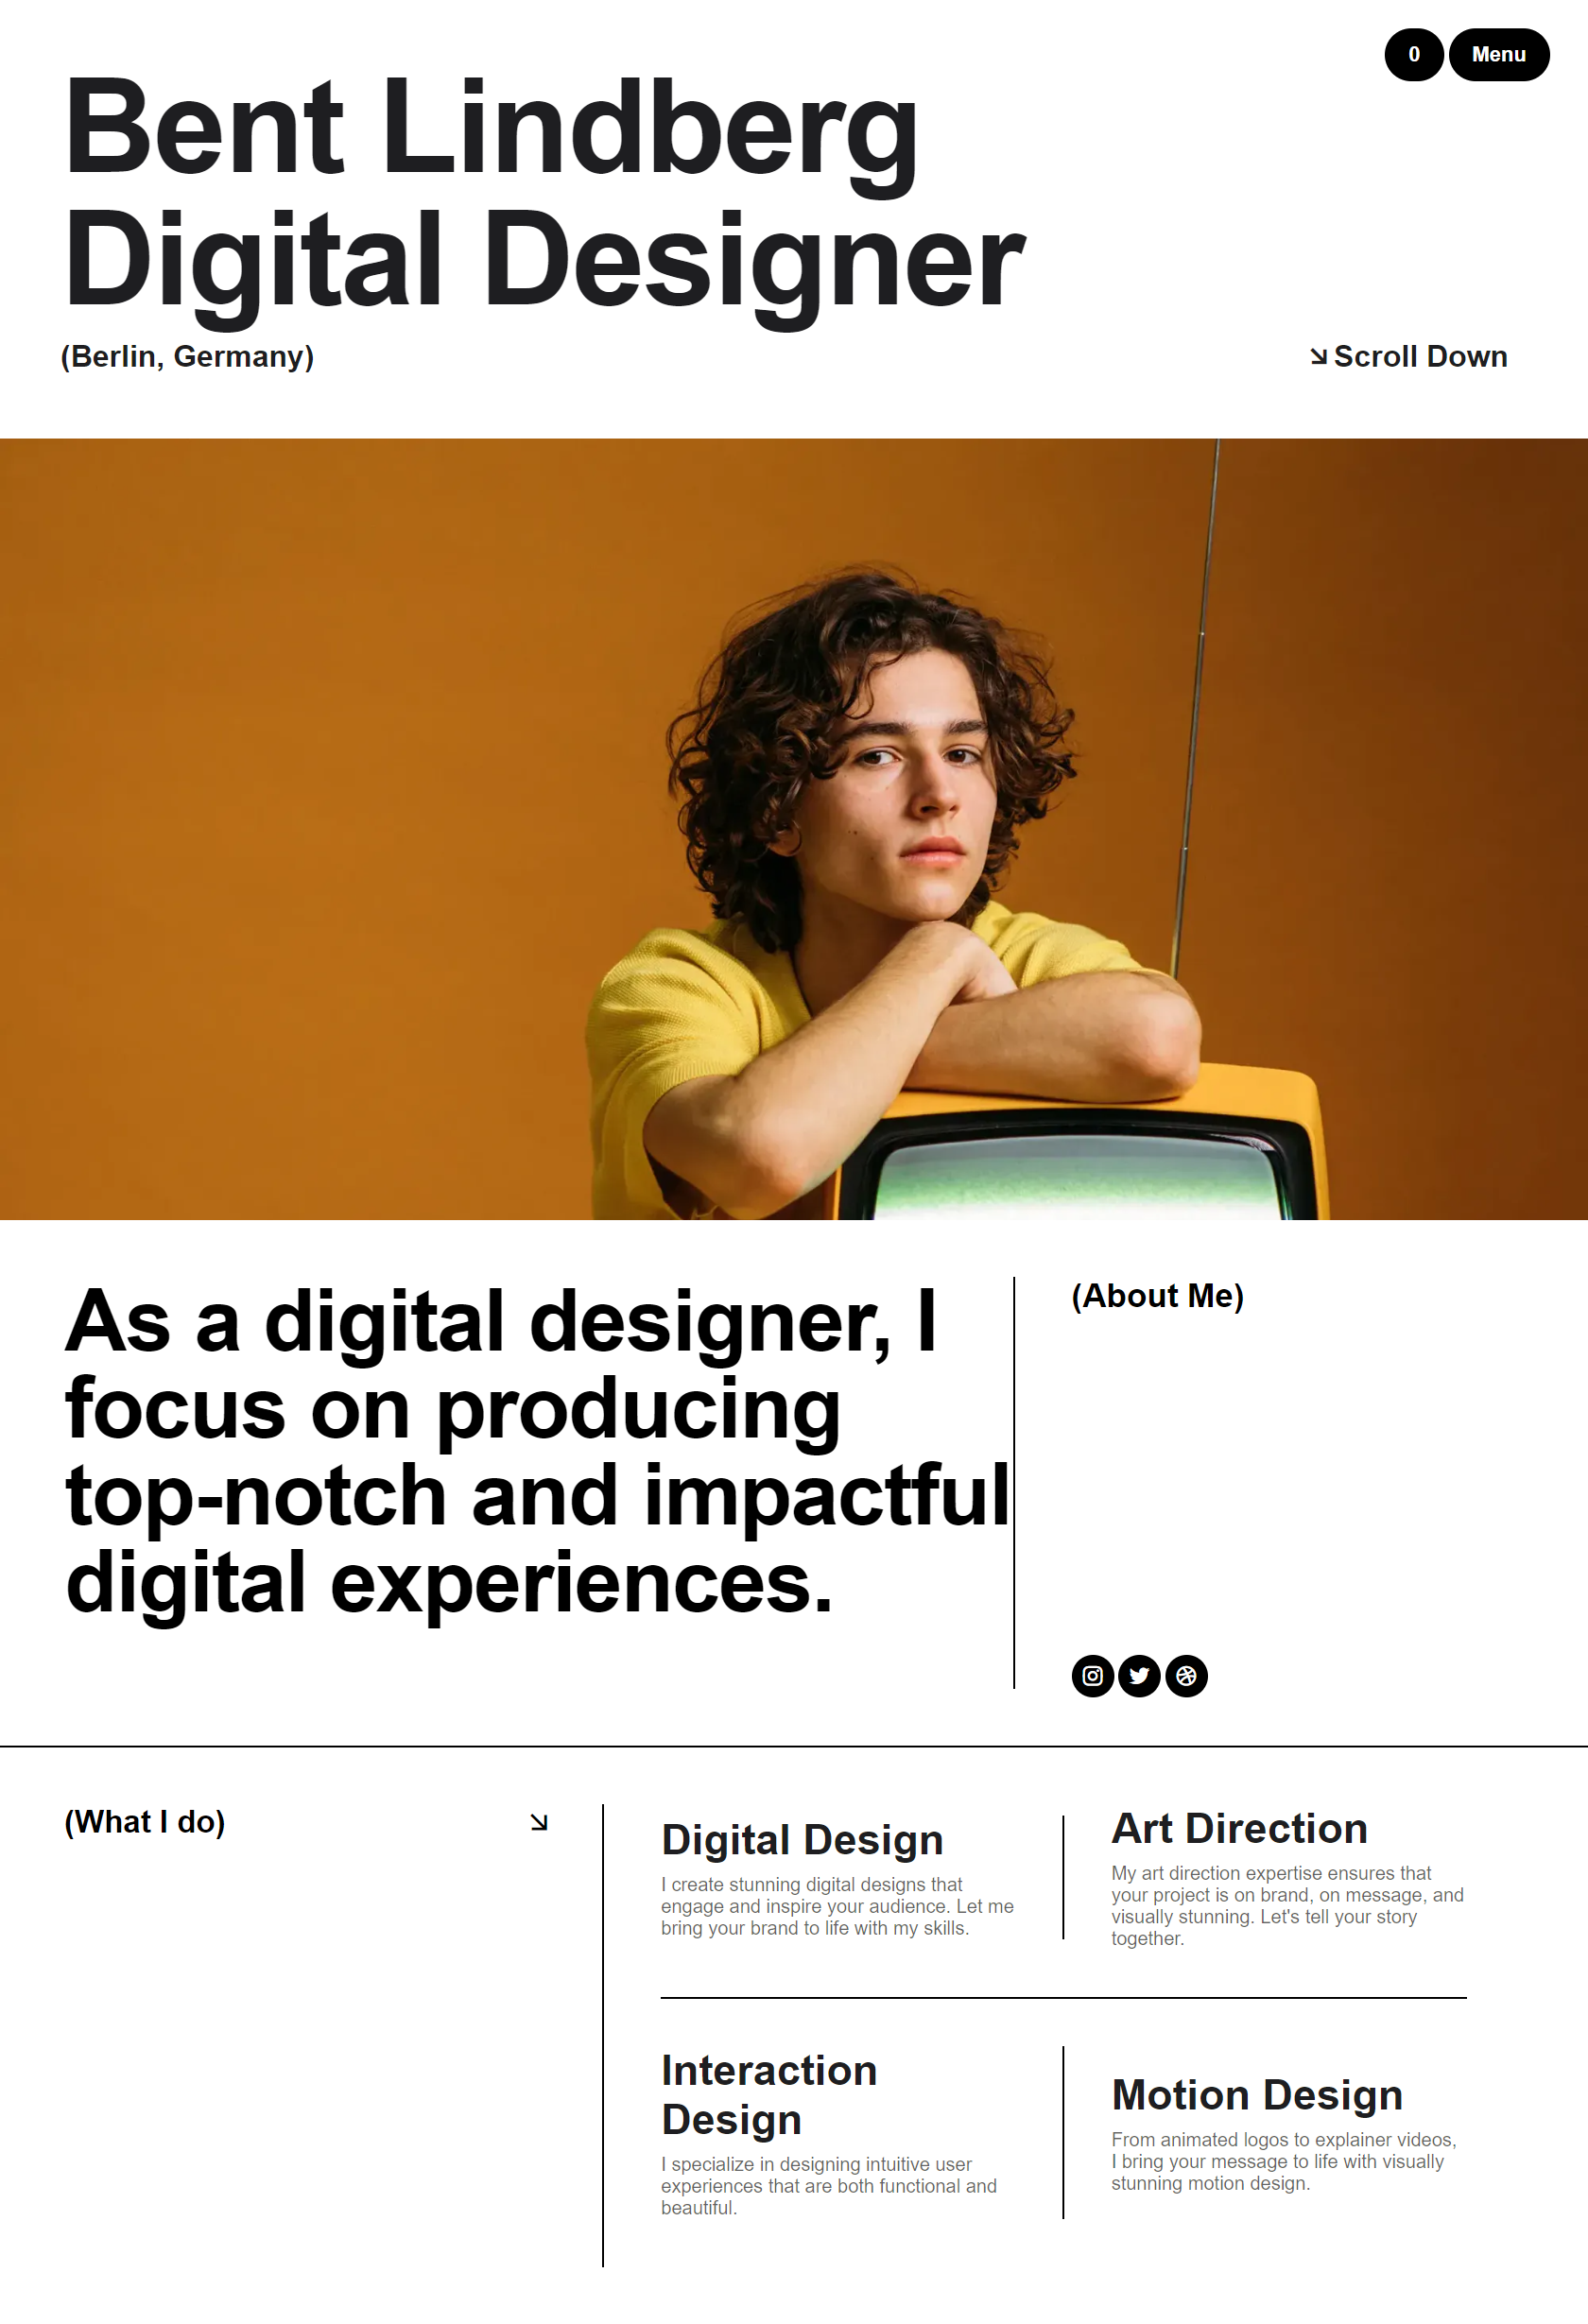 0
Menu
Bent Lindberg
Digital Designer
(Berlin, Germany)
Scroll Down
As a digital designer, I
focus on producing
top-notch and impactful
digital experiences.
(About Me)
(What I do)
Digital Design
I create stunning digital designs that
engage and inspire your audience. Let me
bring your brand to life with my skills.
Art Direction
My art direction expertise ensures that
your project is on brand, on message, and
visually stunning. Let's tell your story
together.
Interaction
Design
I specialize in designing intuitive user
experiences that are both functional and
beautiful.
Motion Design
From animated logos to explainer videos,
I bring your message to life with visually
stunning motion design.